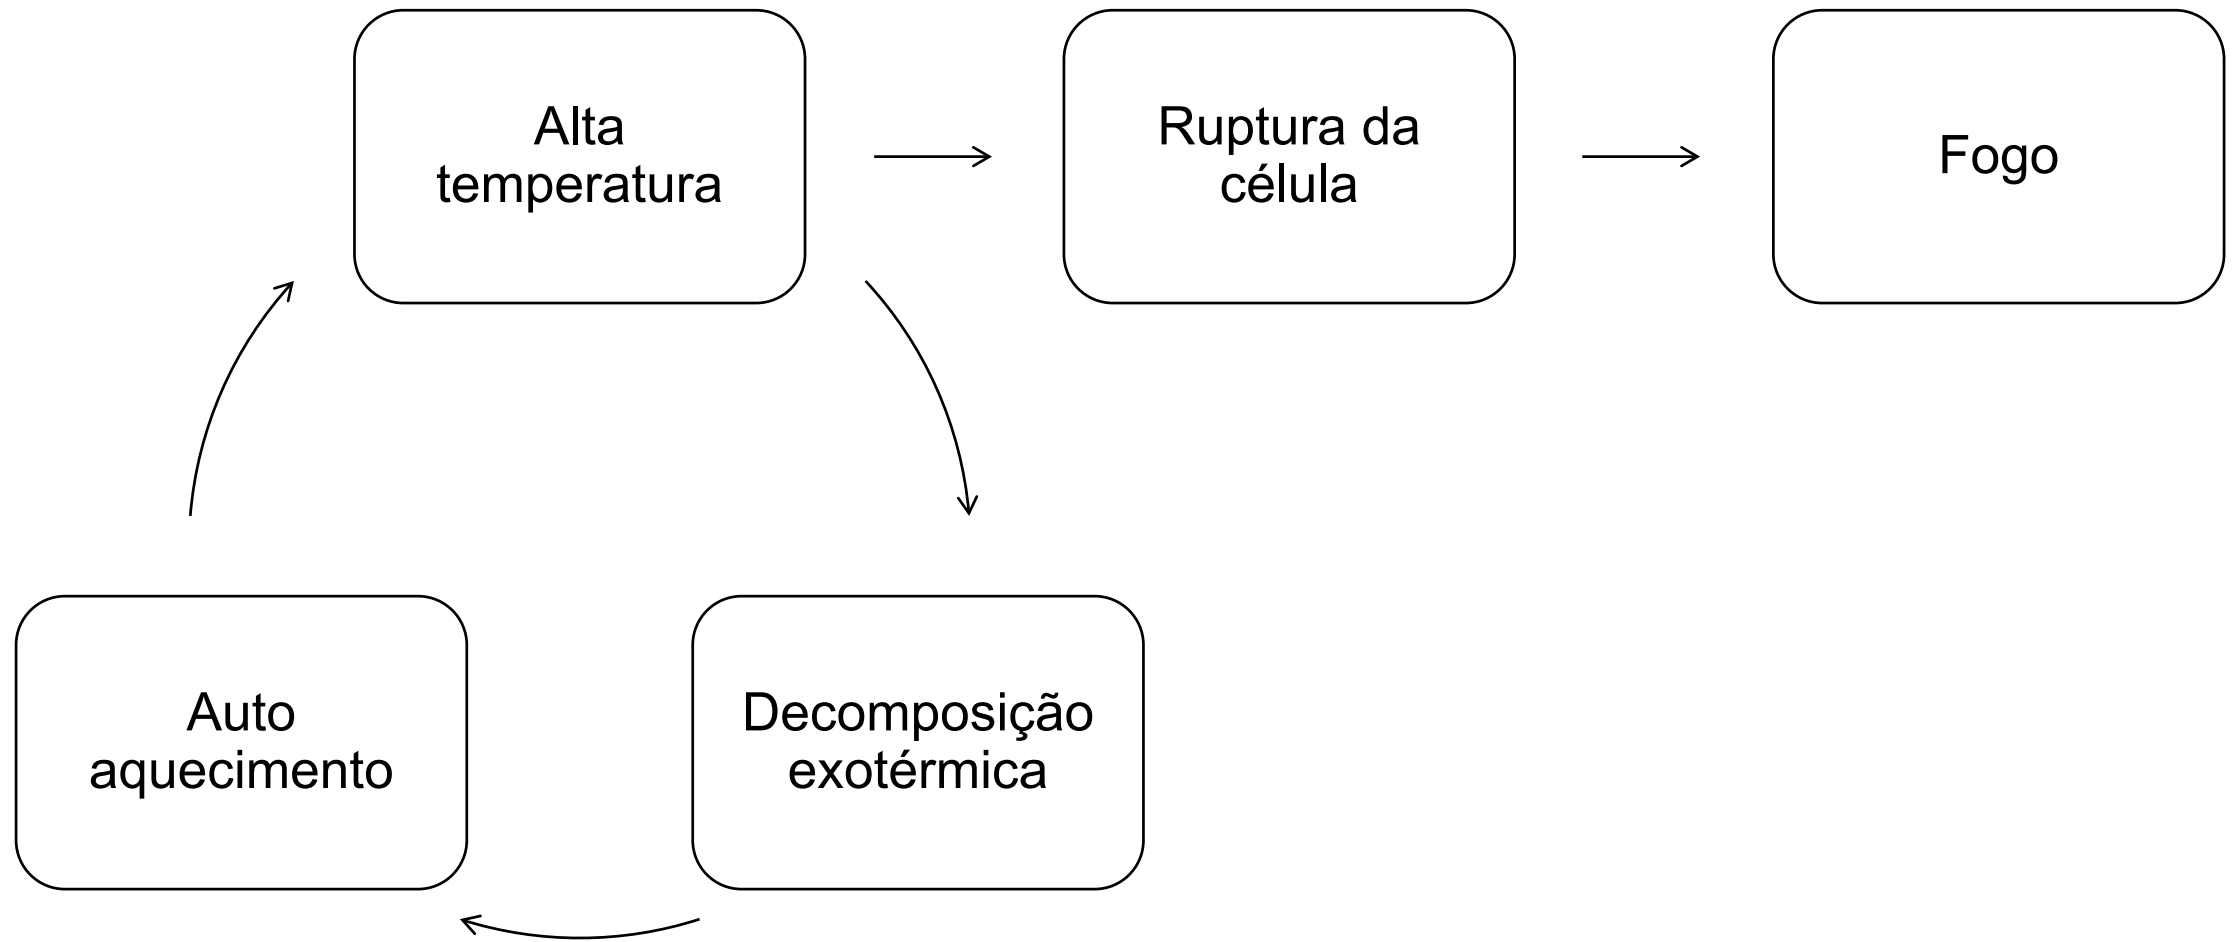 Alta
temperatura
Ruptura da
célula
Fogo
Auto
aquecimento
Decomposição
exotérmica